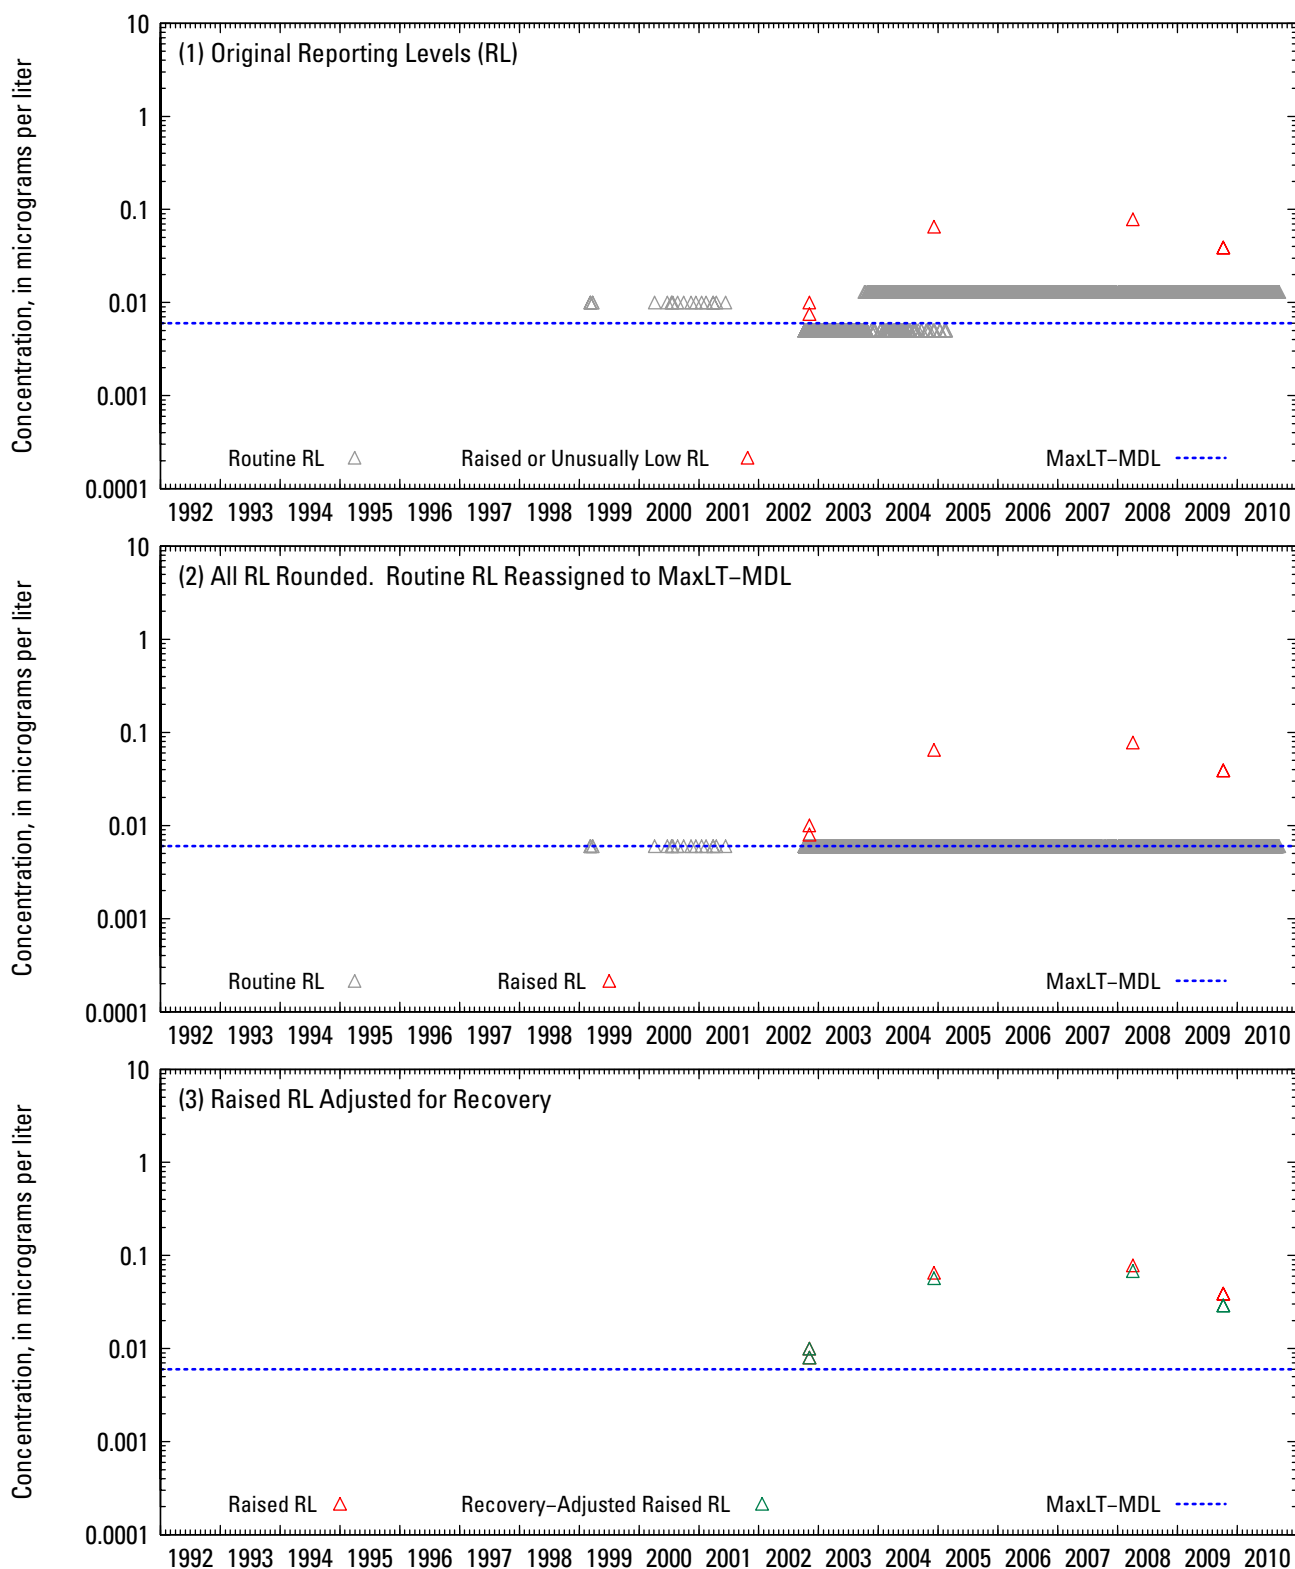 (1) Original Reporting Levels (RL)
Concentration, in micrograms per liter
10
1
0.1
0.01
0.001
0.0001
Routine RL
Raised or Unusually Low RL
MaxLT−MDL
1992 1993 1994 1995 1996 1997 1998 1999 2000 2001 2002 2003 2004 2005 2006 2007 2008 2009 2010
(2) All RL Rounded. Routine RL Reassigned to MaxLT−MDL
Concentration, in micrograms per liter
10
1
0.1
0.01
0.001
0.0001
Routine RL
Raised RL
MaxLT−MDL
1992 1993 1994 1995 1996 1997 1998 1999 2000 2001 2002 2003 2004 2005 2006 2007 2008 2009 2010
(3) Raised RL Adjusted for Recovery
Concentration, in micrograms per liter
10
1
0.1
0.01
0.001
0.0001
Raised RL
Recovery−Adjusted Raised RL
MaxLT−MDL
1992 1993 1994 1995 1996 1997 1998 1999 2000 2001 2002 2003 2004 2005 2006 2007 2008 2009 2010